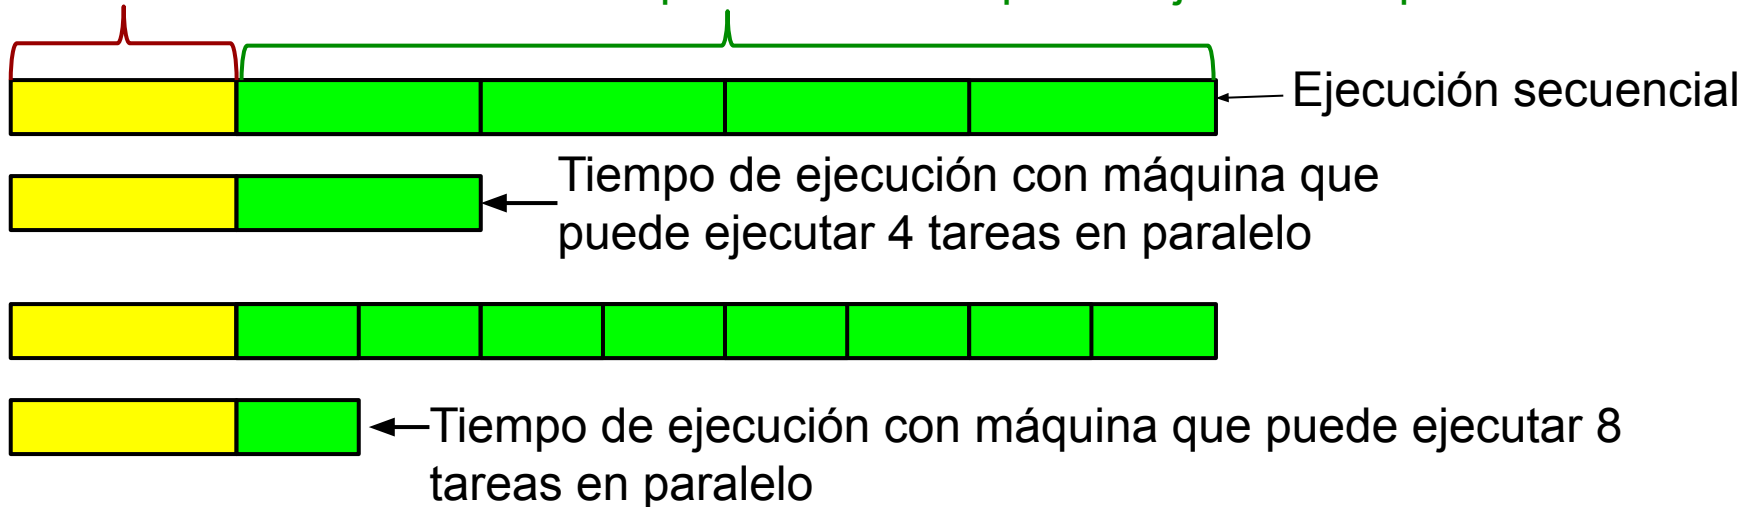 Ejecución secuencial
Tiempo de ejecución con máquina que
puede ejecutar 4 tareas en paralelo
Tiempo de ejecución con máquina que puede ejecutar 8
tareas en paralelo